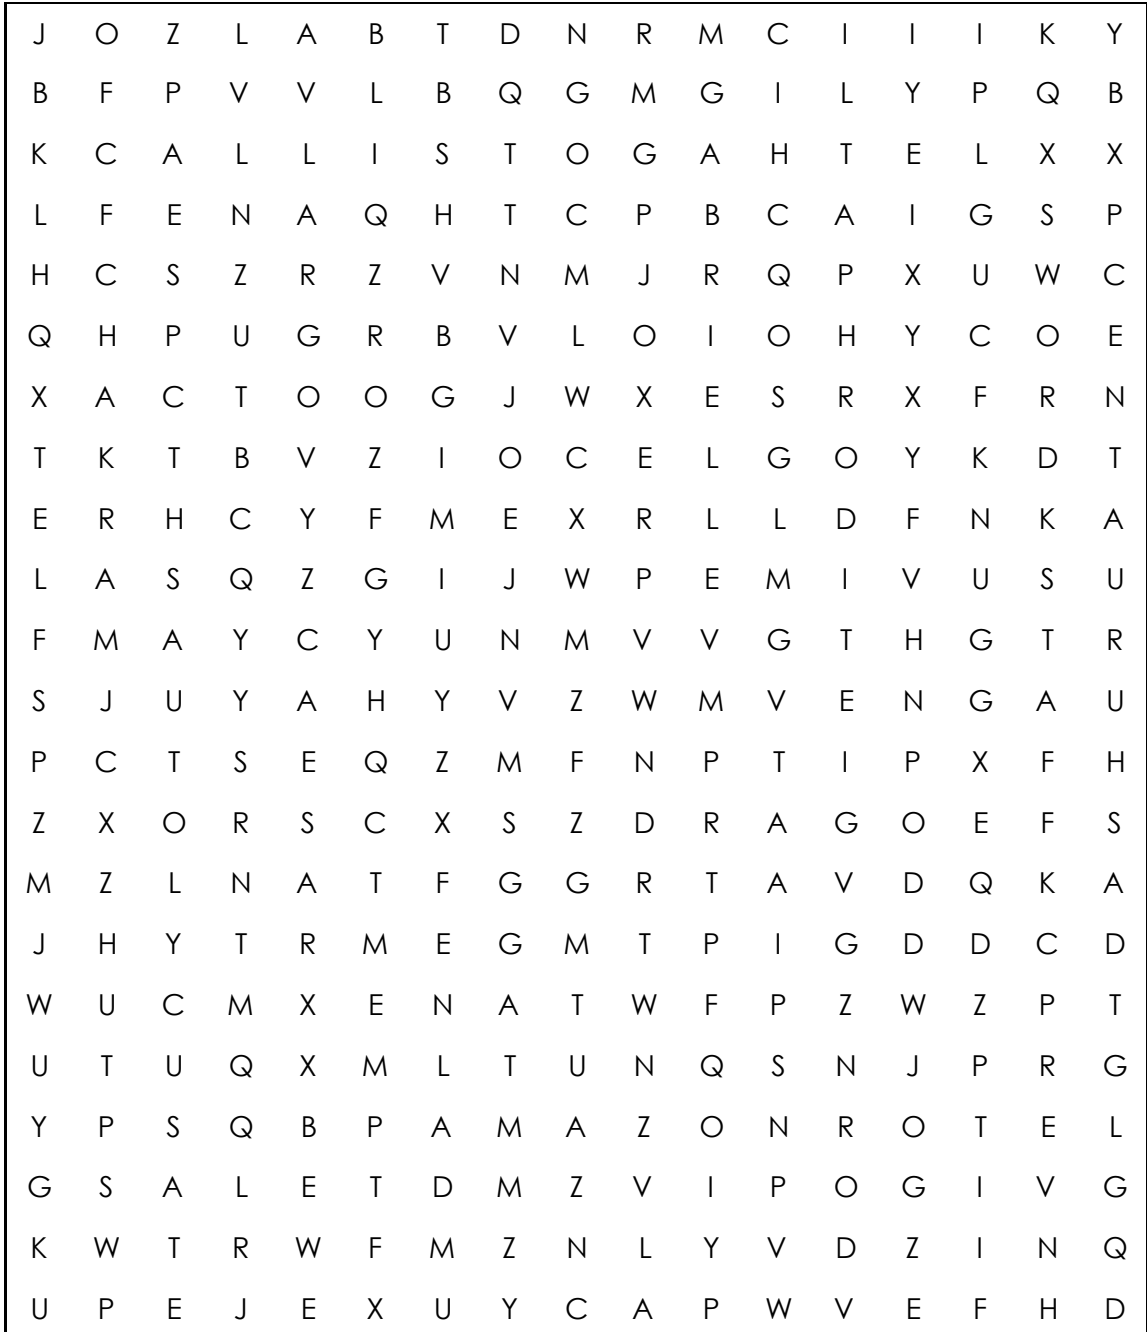 J O Z L A B T D N R M C I I I K Y
B F P V V L B Q G M G I L Y P Q B
K C A L L I S T O G A H T E L X X
L F E N A Q H T C P B C A I G S P
H C S Z R Z V N M J R Q P X U W C
Q H P U G R B V L O I O H Y C O E
X A C T O O G J W X E S R X F R N
T K T B V Z I O C E L G O Y K D T
E R H C Y F M E X R L L D F N K A
L A S Q Z G I J W P E M I V U S U
F M A Y C Y U N M V V G T H G T R
S J U Y A H Y V Z W M V E N G A U
P C T S E Q Z M F N P T I P X F H
Z X O R S C X S Z D R A G O E F S
M Z L N A T F G G R T A V D Q K A
J H Y T R M E G M T P I G D D C D
W U C M X E N A T W F P Z W Z P T
U T U Q X M L T U N Q S N J P R G
Y P S Q B P A M A Z O N R O T E L
G S A L E T D M Z V I P O G I V G
K W T R W F M Z N L Y V D Z I N Q
U P E J E X U Y C A P W V E F H D